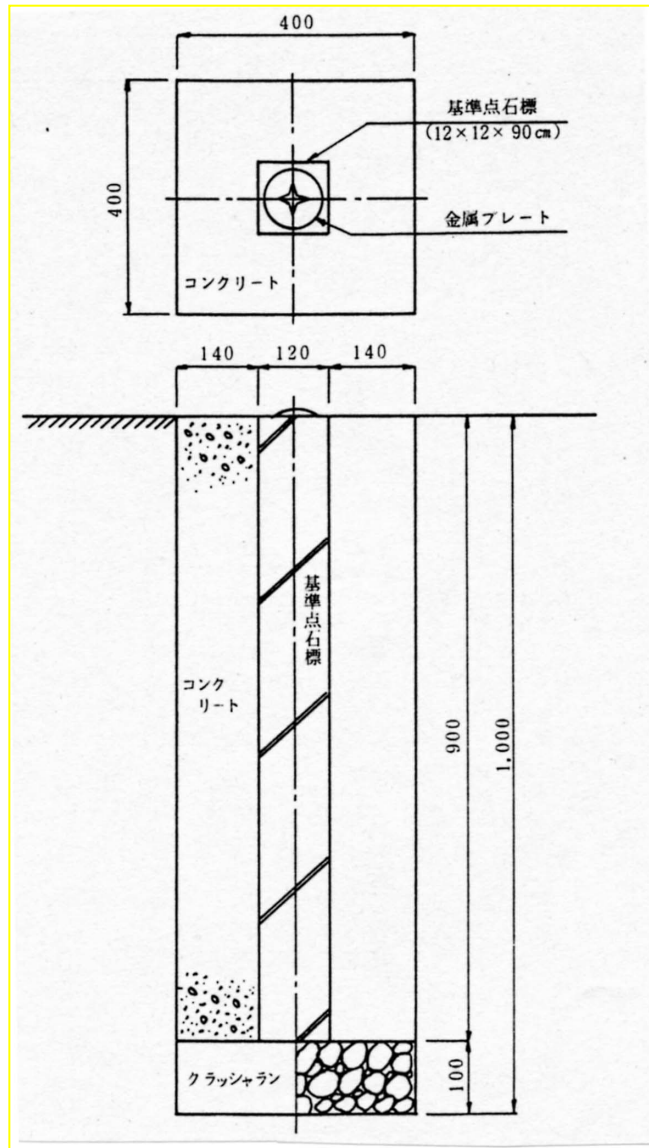 400
400
基準点石標
(12×12×90cm)
金属プレート
コンクリート
140
120
140
基準点石標
コンク
リート
900
1,000
クラッシャラン
100